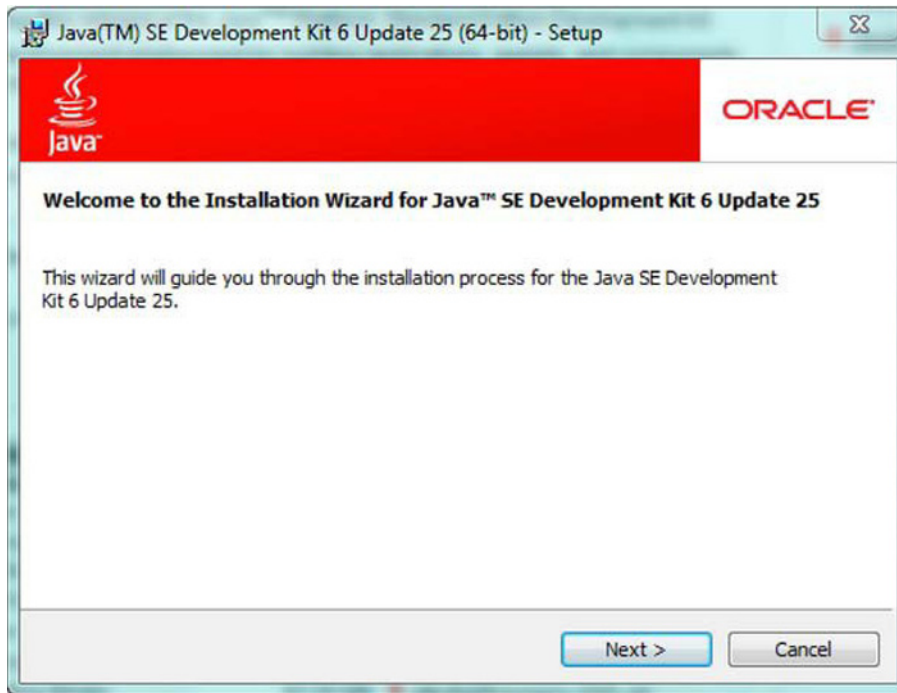 Java(TM) SE Development Kit 6 Update 25 (64-bit) - Setup
Java™
ORACLE®
Welcome to the Installation Wizard for Java™ SE Development Kit 6 Update 25
This wizard will guide you through the installation process for the Java SE Development
Kit 6 Update 25.
Next >
Cancel